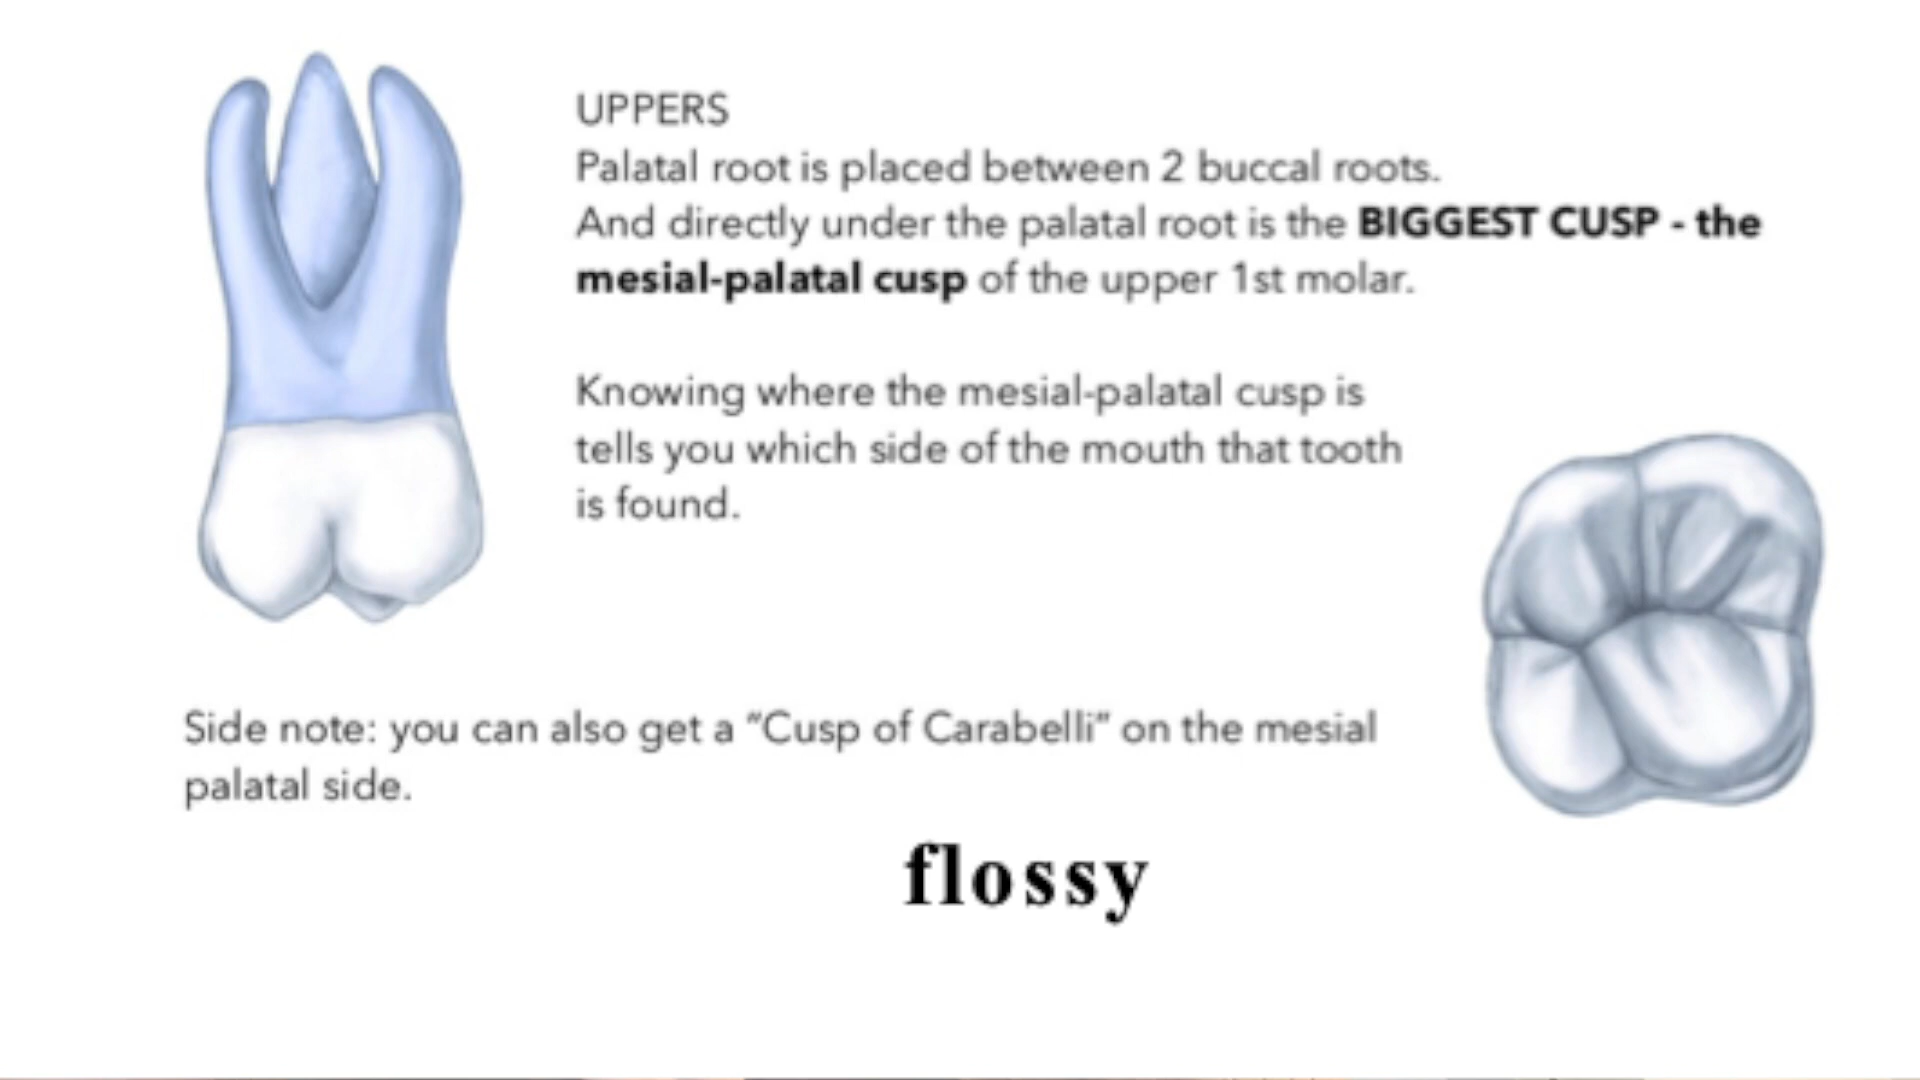 UPPERS
Palatal root is placed between 2 buccal roots.
And directly under the palatal root is the BIGGEST CUSP - the
mesial-palatal cusp of the upper 1st molar.
Knowing where the mesial-palatal cusp is
tells you which side of the mouth that tooth
is found.
Side note: you can also get a “Cusp of Carabelli” on the mesial
palatal side.
flossy